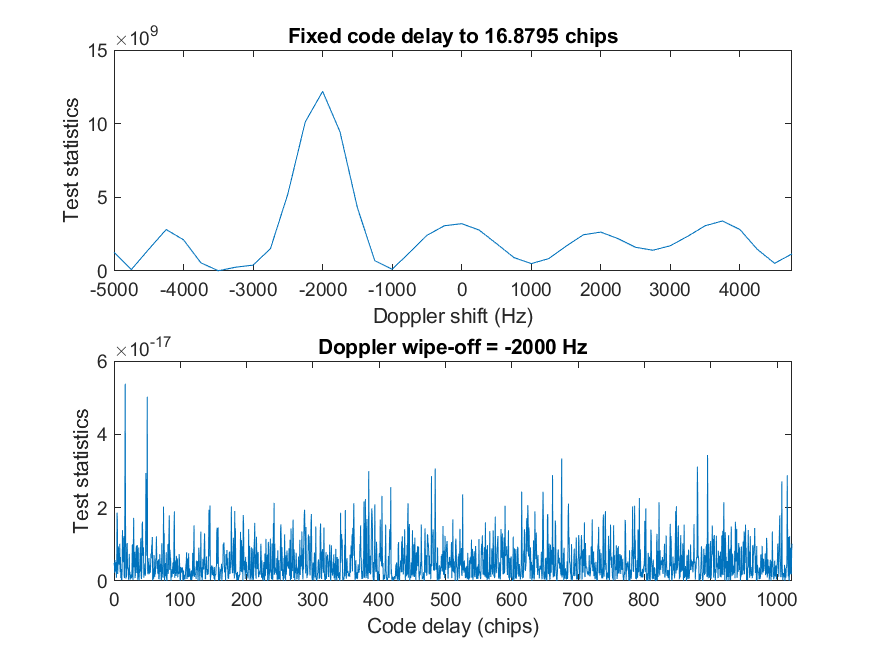 Fixed code delay to 16.8795 chips
×10^9
15
10
5
0
Test statistics
-5000 -4000 -3000 -2000 -1000 0 1000 2000 3000 4000
Doppler shift (Hz)
Doppler wipe-off = -2000 Hz
×10^-17
6
4
2
0
Test statistics
0 100 200 300 400 500 600 700 800 900 1000
Code delay (chips)